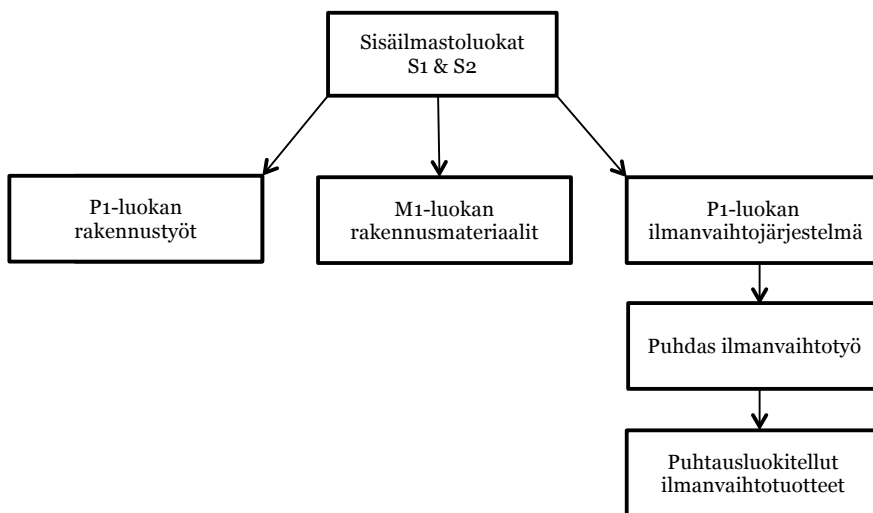 Sisäilmastoluokat
S1 & S2
P1-luokan
rakennustyöt
M1-luokan
rakennusmateriaalit
P1-luokan
ilmanvaihtojärjestelmä
Puhdas ilmanvaihtotyö
Puhtausluokitellut
ilmanvaihtotuotteet